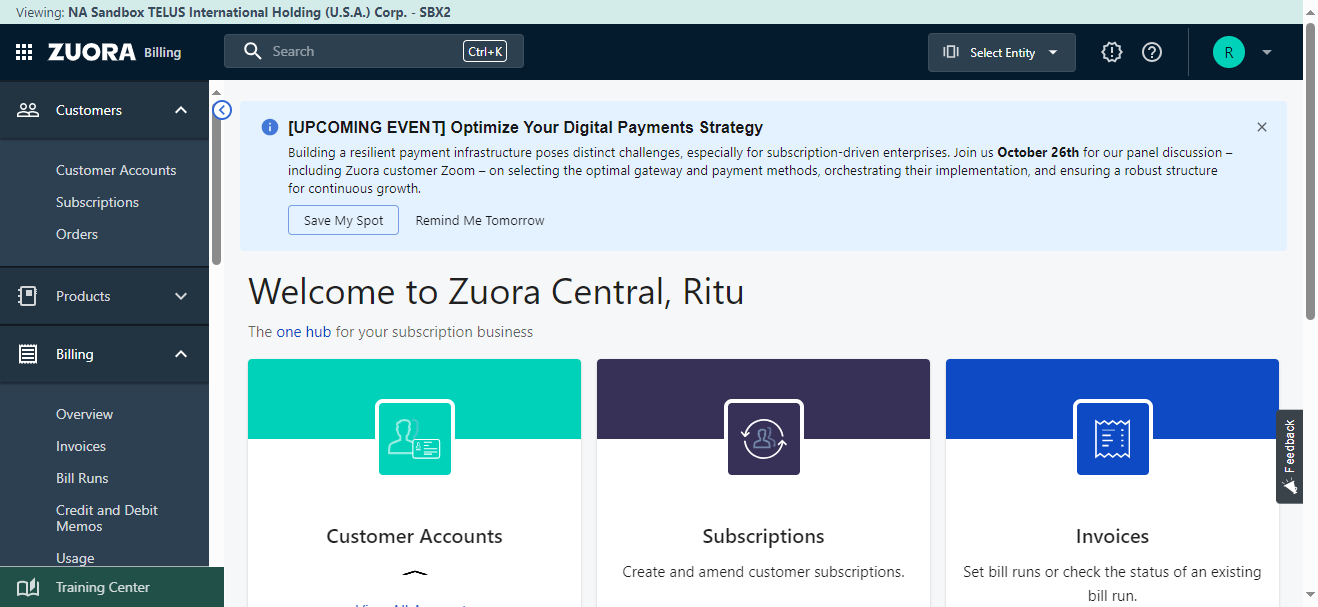 Viewing: NA Sandbox TELUS International Holding (U.S.A.) Corp. - SBX2
ZUORA Billing
Search
Ctrl+K
Select Entity
R
Customers
Customer Accounts
Subscriptions
Orders
Products
Billing
Overview
Invoices
Bill Runs
Credit and Debit
Memos
Usage
Training Center
[UPCOMING EVENT] Optimize Your Digital Payments Strategy
Building a resilient payment infrastructure poses distinct challenges, especially for subscription-driven enterprises. Join us October 26th for our panel discussion –
including Zuora customer Zoom – on selecting the optimal gateway and payment methods, orchestrating their implementation, and ensuring a robust structure
for continuous growth.
Save My Spot
Remind Me Tomorrow
Welcome to Zuora Central, Ritu
The one hub for your subscription business
Customer Accounts
Subscriptions
Create and amend customer subscriptions.
Invoices
Set bill runs or check the status of an existing
bill run.
Feedback